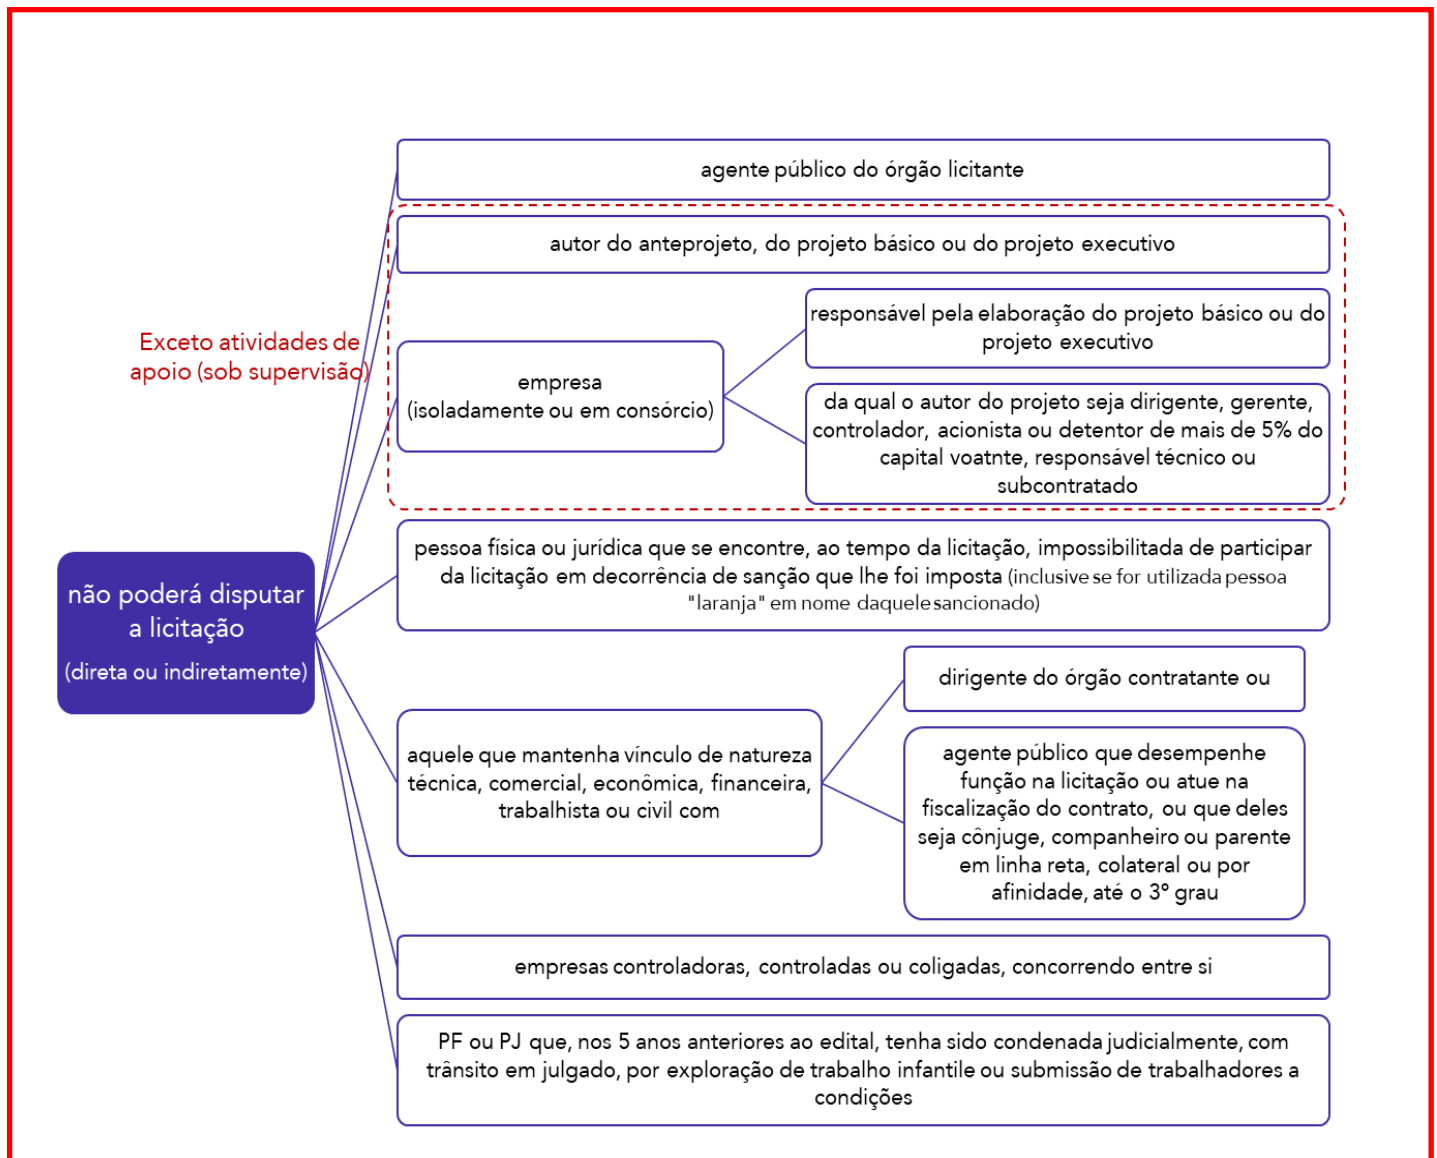 agente público do órgão licitante
autor do anteprojeto, do projeto básico ou do projeto executivo
Exceto atividades de
apoio (sob supervisão)
empresa
(isoladamente ou em consórcio)
responsável pela elaboração do projeto básico ou do
projeto executivo
da qual o autor do projeto seja dirigente, gerente,
controlador, acionista ou detentor de mais de 5% do
capital voatnte, responsável técnico ou
subcontratado
não poderá disputar
a licitação
(direta ou indiretamente)
pessoa física ou jurídica que se encontre, ao tempo da licitação, impossibilitada de participar
da licitação em decorrência de sanção que lhe foi imposta (inclusive se for utilizada pessoa
"laranja" em nome daquele sancionado)
aquele que mantenha vínculo de natureza
técnica, comercial, econômica, financeira,
trabalhista ou civil com
dirigente do órgão contratante ou
agente público que desempenhe
função na licitação ou atue na
fiscalização do contrato, ou que deles
seja cônjuge, companheiro ou parente
em linha reta, colateral ou por
afinidade, até o 3º grau
empresas controladoras, controladas ou coligadas, concorrendo entre si
PF ou PJ que, nos 5 anos anteriores ao edital, tenha sido condenada judicialmente, com
trânsito em julgado, por exploração de trabalho infantile ou submissão de trabalhadores a
condições